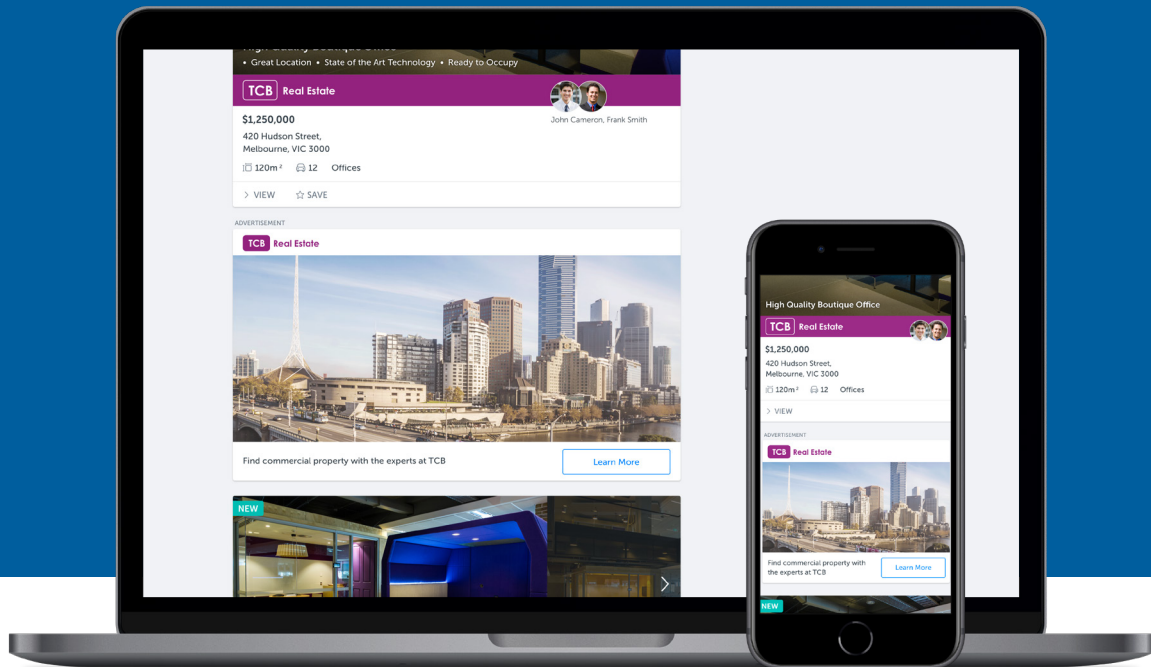 • Great Location • State of the Art Technology • Ready to Occupy
TCB Real Estate
$1,250,000
John Cameron, Frank Smith
420 Hudson Street,
Melbourne, VIC 3000
120m² 12 Offices
> VIEW ☆ SAVE
ADVERTISEMENT
TCB Real Estate
Find commercial property with the experts at TCB
Learn More
NEW
High Quality Boutique Office
TCB Real Estate
$1,250,000
420 Hudson Street,
Melbourne, VIC 3000
120m² 12 Offices
> VIEW
ADVERTISEMENT
TCB Real Estate
Find commercial property with
the experts at TCB
Learn More
NEW